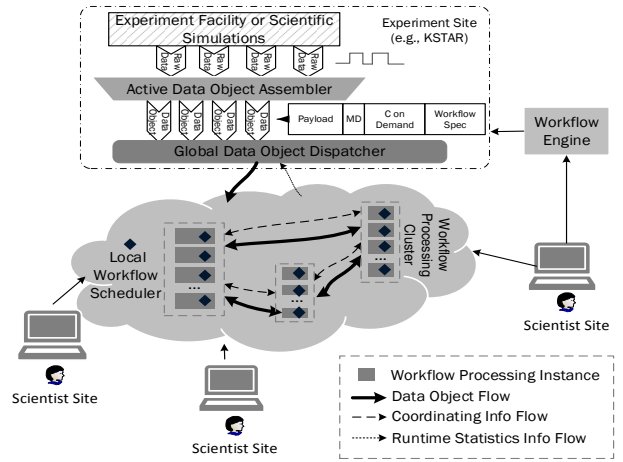 Experiment Facility or Scientific
Simulations
Experiment Site
(e.g., KSTAR)
Raw Data
Raw Data
Raw Data
Raw Data
Active Data Object Assembler
Data Object
Data Object
Data Object
Data Object
Payload
MD
C on
Demand
Workflow
Spec
Global Data Object Dispatcher
Workflow
Engine
Local
Workflow
Scheduler
...
...
...
Workflow
Processing
Cluster
Scientist Site
Scientist Site
Scientist Site
Workflow Processing Instance
Data Object Flow
Coordinating Info Flow
Runtime Statistics Info Flow